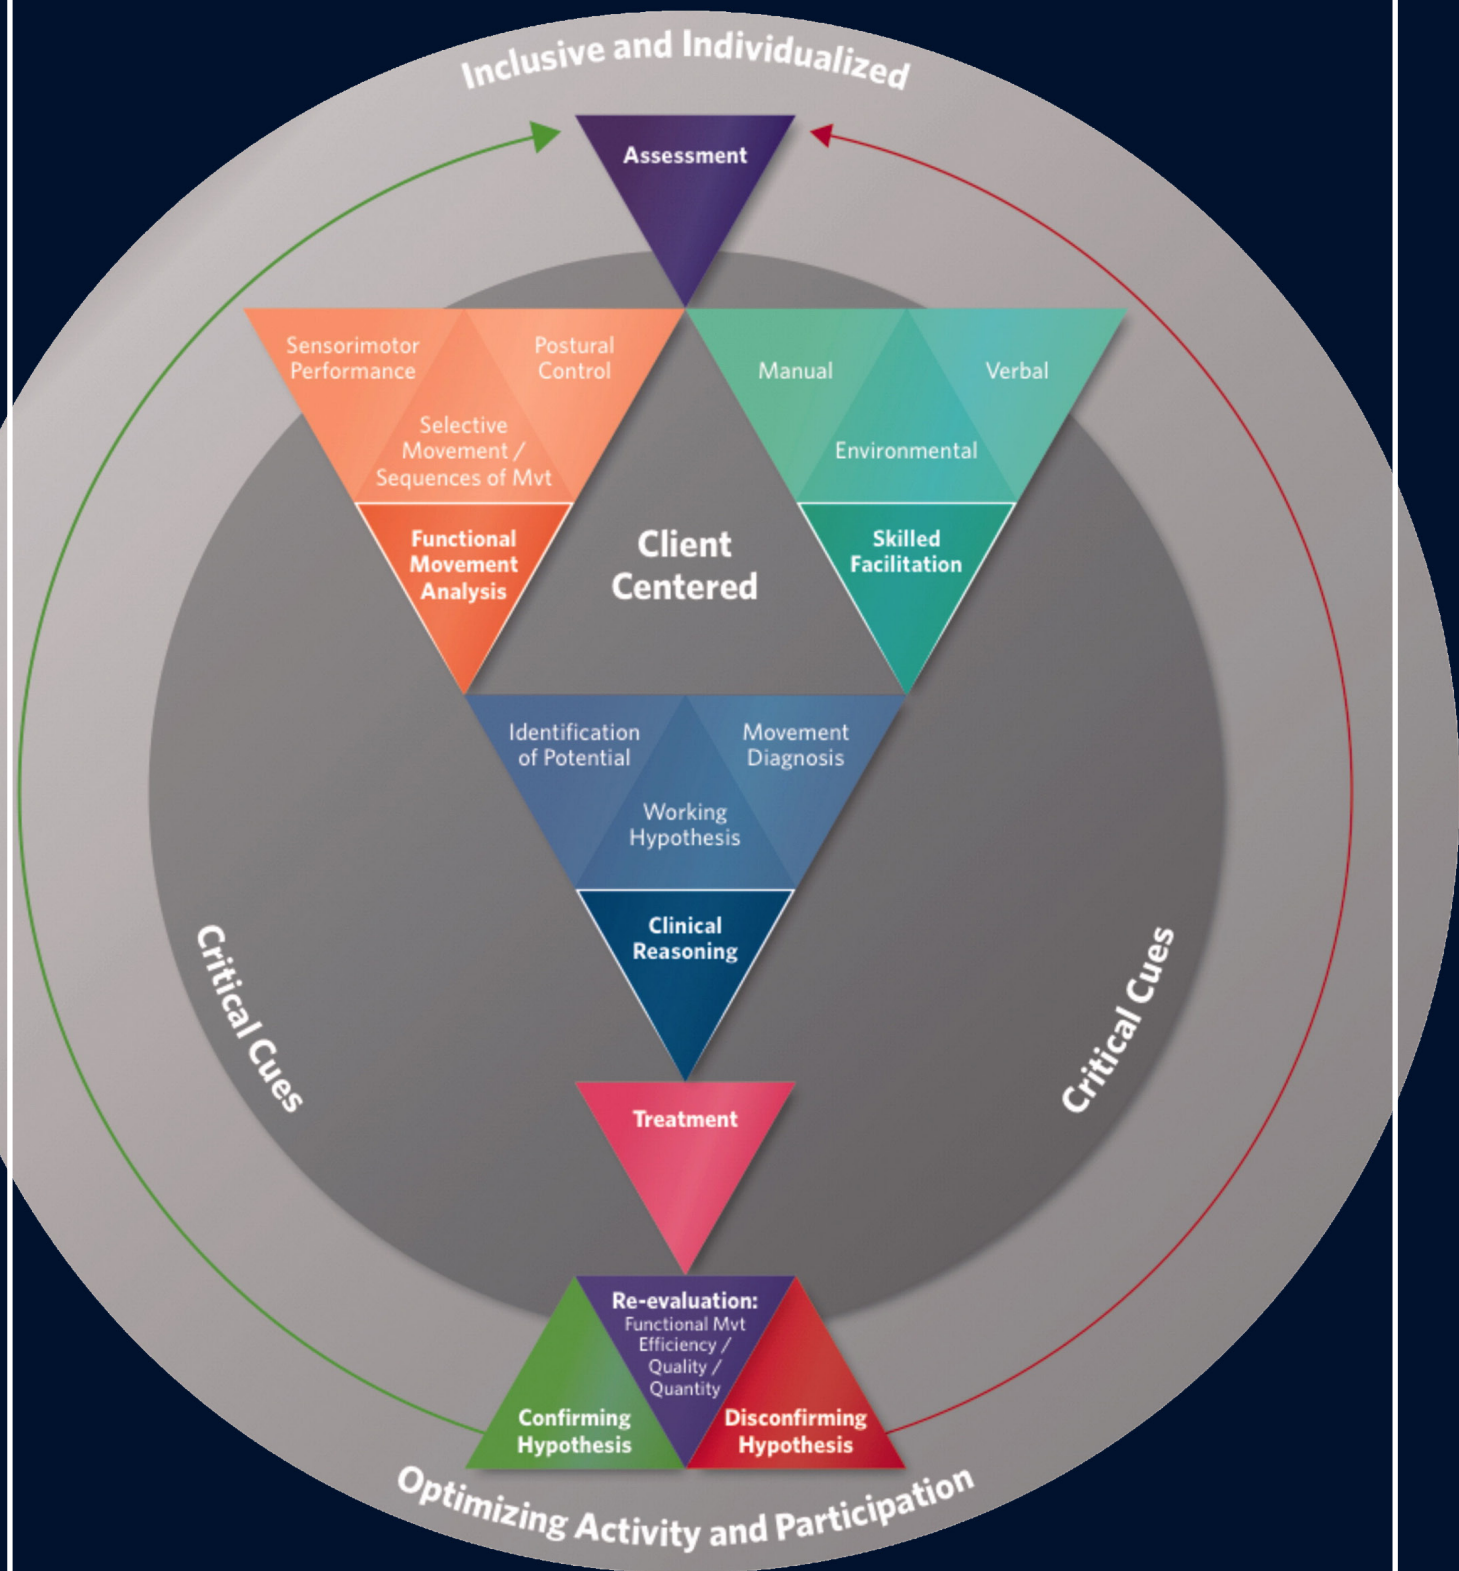 Inclusive and Individualized
Assessment
Sensorimotor
Performance
Postural
Control
Selective
Movement /
Sequences of Mvt
Functional
Movement
Analysis
Manual
Verbal
Environmental
Skilled
Facilitation
Client
Centered
Identification
of Potential
Movement
Diagnosis
Working
Hypothesis
Clinical
Reasoning
Critical Cues
Critical Cues
Treatment
Re-evaluation:
Functional Mvt
Efficiency /
Quality /
Quantity
Confirming
Hypothesis
Disconfirming
Hypothesis
Optimizing Activity and Participation